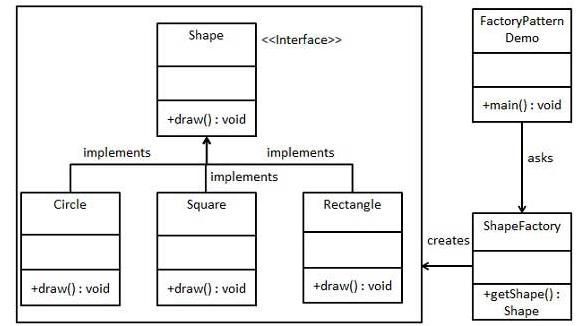 Shape
<<Interface>>
+draw() : void
implements
implements
implements
Circle
+draw() : void
Square
+draw() : void
Rectangle
+draw() : void
FactoryPattern
Demo
+main() : void
asks
creates
ShapeFactory
+getShape() :
Shape